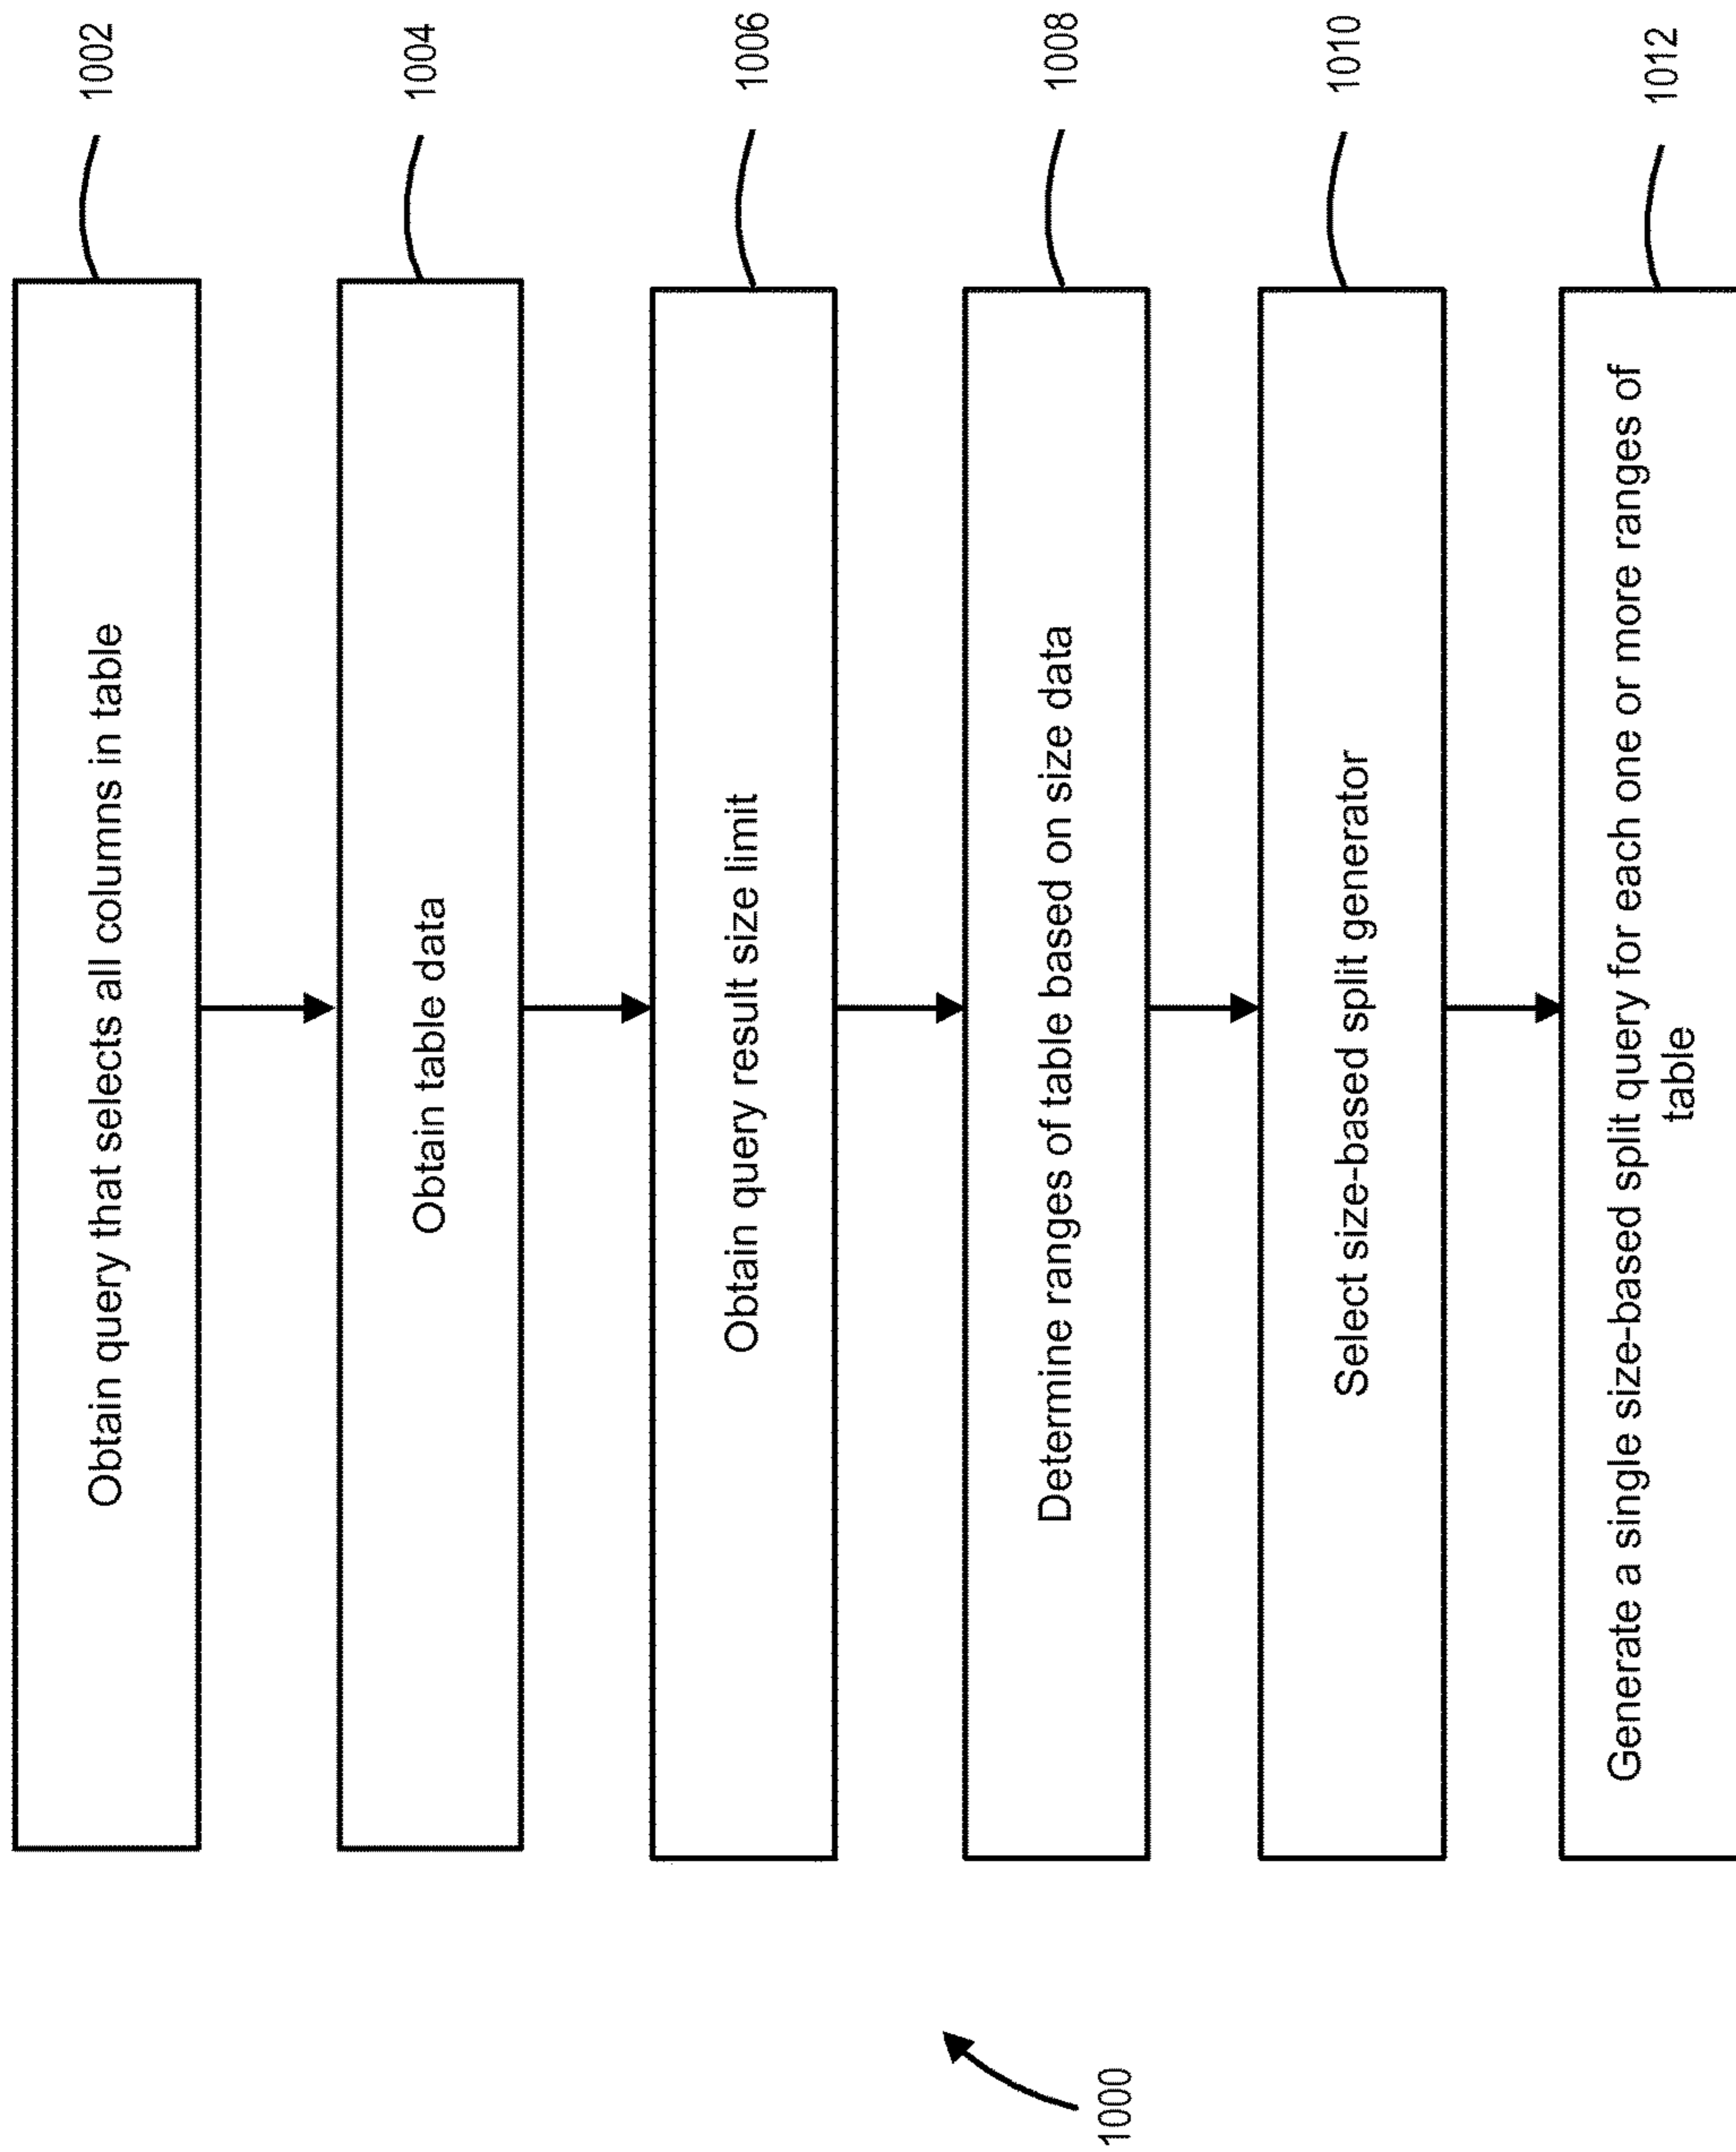 Obtain query that selects all columns in table
1002
Obtain table data
1004
Obtain query result size limit
1006
Determine ranges of table based on size data
1008
Select size-based split generator
1010
Generate a single size-based split query for each one or more ranges of
table
1012
1000